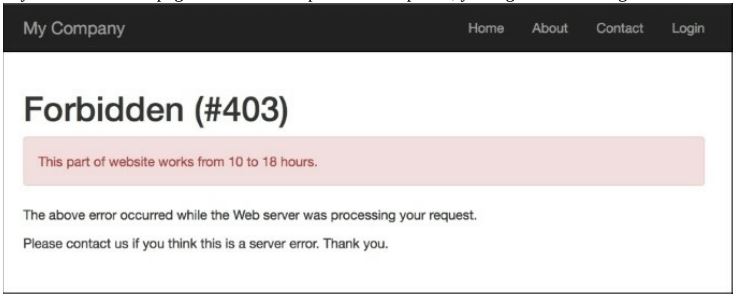 My Company
Home About Contact Login
Forbidden (#403)
This part of website works from 10 to 18 hours.
The above error occurred while the Web server was processing your request.
Please contact us if you think this is a server error. Thank you.